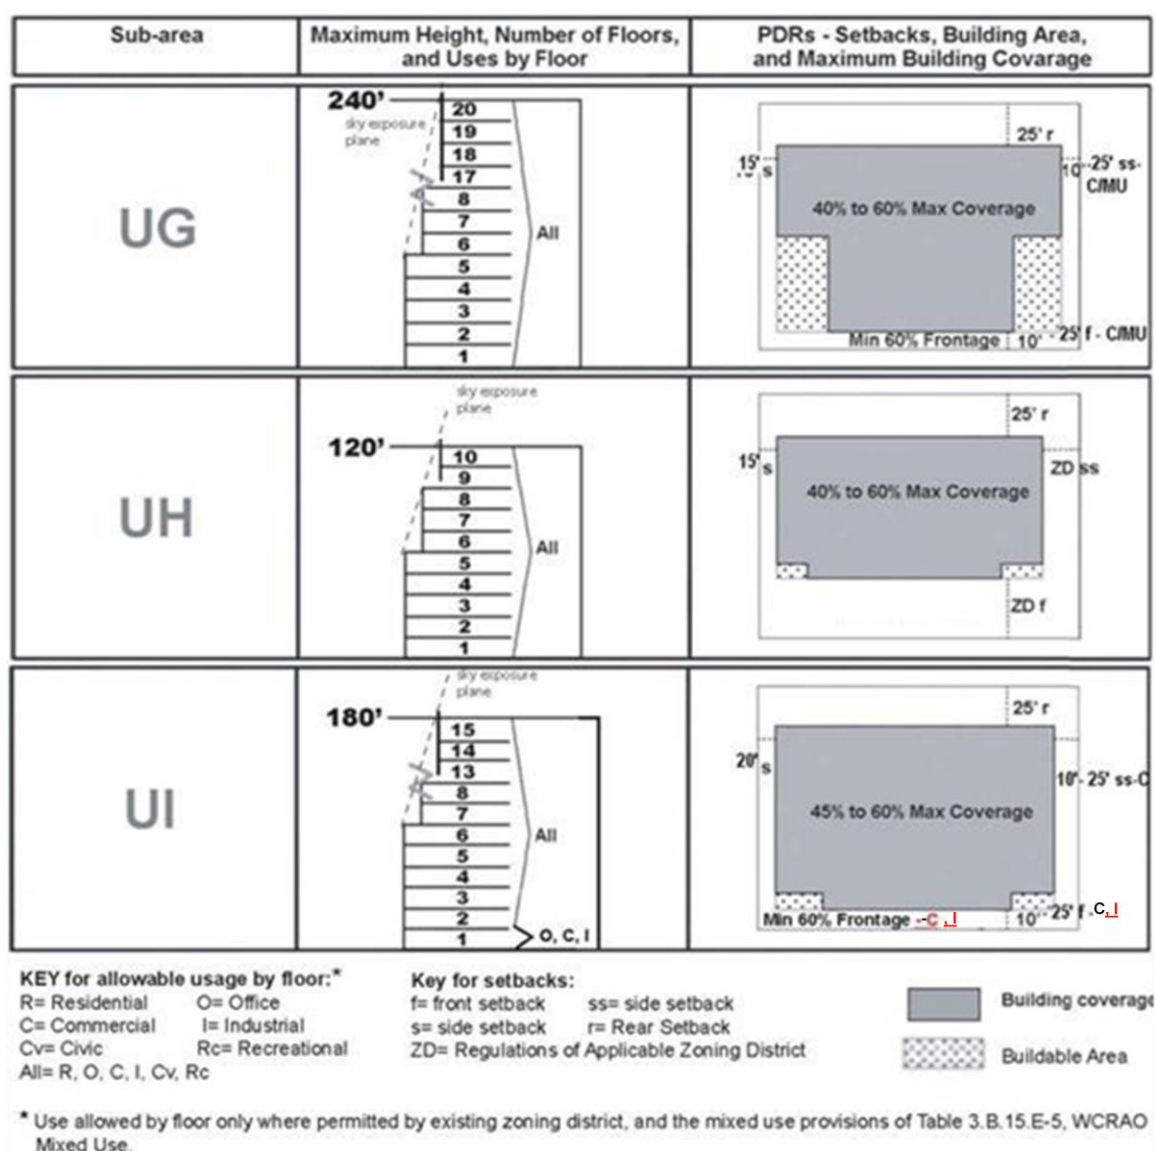 Sub-area
Maximum Height, Number of Floors,
and Uses by Floor
PDRs - Setbacks, Building Area,
and Maximum Building Covarage
UG
240’
sky exposure
plane
20
19
18
17
8
7
6
5
4
3
2
1
All
25' r
15' s
10'-25' ss-
C/MU
40% to 60% Max Coverage
Min 60% Frontage
10' - 25' f - C/MU
UH
sky exposure
plane
120’
10
9
8
7
6
5
4
3
2
1
All
25' r
15' s
ZD ss
40% to 60% Max Coverage
ZD f
UI
sky exposure
plane
180’
15
14
13
8
7
6
5
4
3
2
1
All
O, C, I
25' r
20' s
10'- 25' ss-C
45% to 60% Max Coverage
Min 60% Frontage --C , I
10'- 25' f -C, I
KEY for allowable usage by floor:*
R= Residential O= Office
C= Commercial I= Industrial
Cv= Civic Rc= Recreational
All= R, O, C, I, Cv, Rc
Key for setbacks:
f= front setback ss= side setback
s= side setback r= Rear Setback
ZD= Regulations of Applicable Zoning District
Building coverage
Buildable Area
* Use allowed by floor only where permitted by existing zoning district, and the mixed use provisions of Table 3.B.15.E-5, WCRAO
Mixed Use.